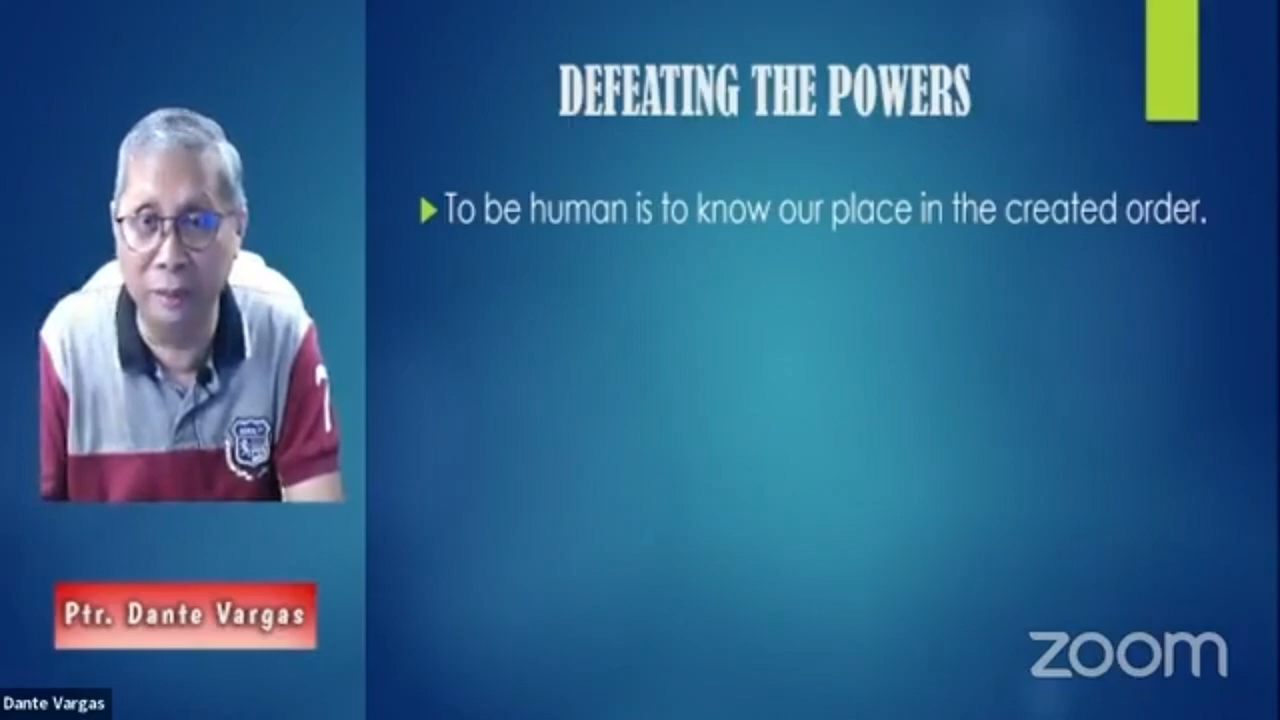 DEFEATING THE POWERS
To be human is to know our place in the created order.
Ptr. Dante Vargas
zoom
Dante Vargas